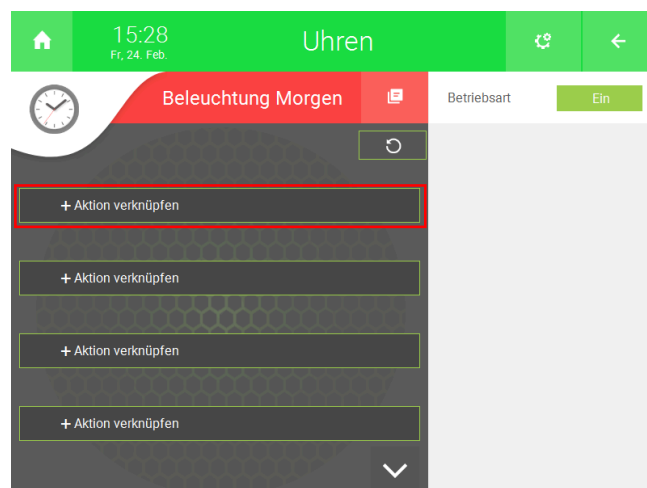 15:28
Fr, 24. Feb.
Uhren
Beleuchtung Morgen
Betriebsart
Ein
+ Aktion verknüpfen
+ Aktion verknüpfen
+ Aktion verknüpfen
+ Aktion verknüpfen